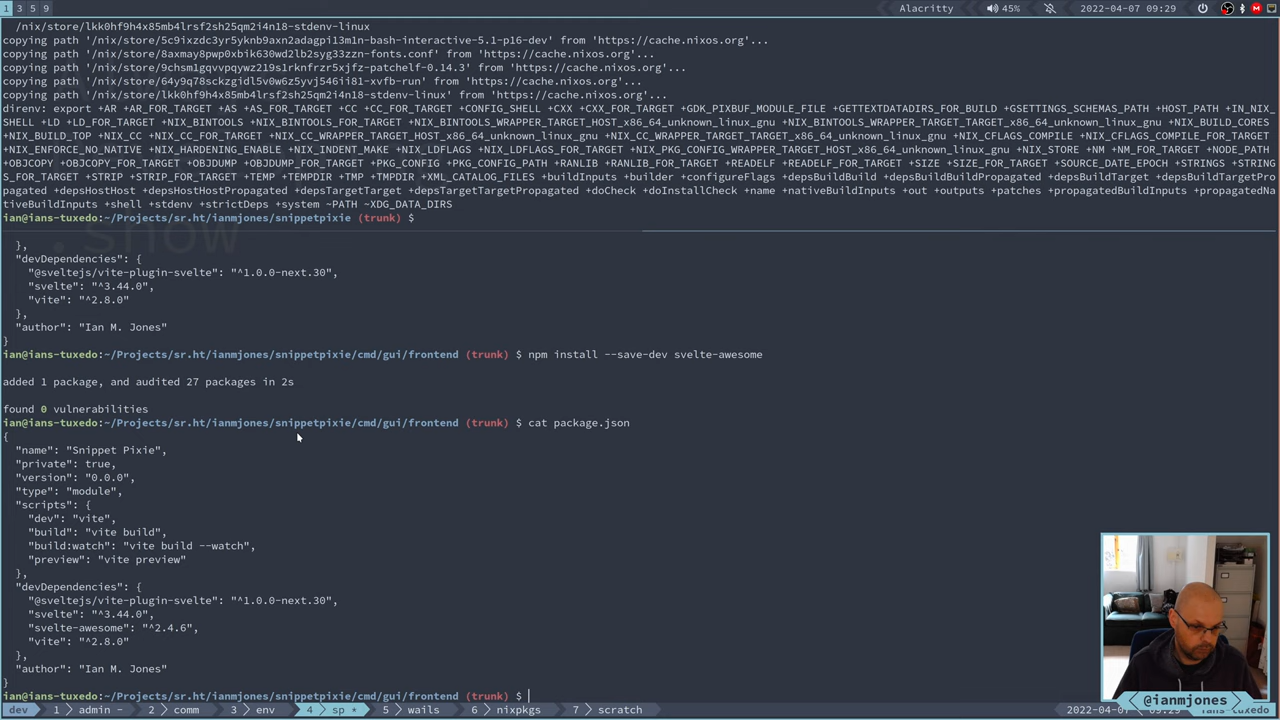 1 3 5 9
Alacritty
45%
2022-04-07 09:29
/nix/store/lkk0hf9h4x85mb4lrsf2sh25qm2i4n18-stdenv-linux
copying path '/nix/store/5c9ixzdc3yr5yknb9axn2adagpi13m1n-bash-interactive-5.1-p16-dev' from 'https://cache.nixos.org'...
copying path '/nix/store/8axmay8pwp0xbik630wd2lb2syg33zzn-fonts.conf' from 'https://cache.nixos.org'...
copying path '/nix/store/9chsm1gqvvpqywz219s1rknfrzr5xjfz-patchelf-0.14.3' from 'https://cache.nixos.org'...
copying path '/nix/store/64y9q78sckzgidl5v0w6z5yvj546ii81-xvfb-run' from 'https://cache.nixos.org'...
copying path '/nix/store/lkk0hf9h4x85mb4lrsf2sh25qm2i4n18-stdenv-linux' from 'https://cache.nixos.org'...
direnv: export +AR +AR_FOR_TARGET +AS +AS_FOR_TARGET +CC +CC_FOR_TARGET +CONFIG_SHELL +CXX +CXX_FOR_TARGET +GDK_PIXBUF_MODULE_FILE +GETTEXTDATADIRS_FOR_BUILD +GSETTINGS_SCHEMAS_PATH +HOST_PATH +IN_NIX_
SHELL +LD +LD_FOR_TARGET +NIX_BINTOOLS +NIX_BINTOOLS_FOR_TARGET +NIX_BINTOOLS_WRAPPER_TARGET_HOST_x86_64_unknown_linux_gnu +NIX_BINTOOLS_WRAPPER_TARGET_TARGET_x86_64_unknown_linux_gnu +NIX_BUILD_CORES
+NIX_BUILD_TOP +NIX_CC +NIX_CC_FOR_TARGET +NIX_CC_WRAPPER_TARGET_HOST_x86_64_unknown_linux_gnu +NIX_CC_WRAPPER_TARGET_TARGET_x86_64_unknown_linux_gnu +NIX_CFLAGS_COMPILE +NIX_CFLAGS_COMPILE_FOR_TARGET
+NIX_ENFORCE_NO_NATIVE +NIX_HARDENING_ENABLE +NIX_INDENT_MAKE +NIX_LDFLAGS +NIX_LDFLAGS_FOR_TARGET +NIX_PKG_CONFIG_WRAPPER_TARGET_HOST_x86_64_unknown_linux_gnu +NIX_STORE +NM +NM_FOR_TARGET +NODE_PATH
+OBJCOPY +OBJCOPY_FOR_TARGET +OBJDUMP +OBJDUMP_FOR_TARGET +PKG_CONFIG +PKG_CONFIG_PATH +RANLIB +RANLIB_FOR_TARGET +READELF +READELF_FOR_TARGET +SIZE +SIZE_FOR_TARGET +SOURCE_DATE_EPOCH +STRINGS +STRING
S_FOR_TARGET +STRIP +STRIP_FOR_TARGET +TEMP +TEMPDIR +TMP +TMPDIR +XML_CATALOG_FILES +buildInputs +builder +configureFlags +depsBuildBuild +depsBuildBuildPropagated +depsBuildTarget +depsBuildTargetPro
pagated +depsHostHost +depsHostHostPropagated +depsTargetTarget +depsTargetTargetPropagated +doCheck +doInstallCheck +name +nativeBuildInputs +out +outputs +patches +propagatedBuildInputs +propagatedNa
tiveBuildInputs +shell +stdenv +strictDeps +system ~PATH ~XDG_DATA_DIRS
ian@ians-tuxedo:~/Projects/sr.ht/ianmjones/snippetpixie (trunk) $
.show
},
"devDependencies": {
"@sveltejs/vite-plugin-svelte": "^1.0.0-next.30",
"svelte": "^3.44.0",
"vite": "^2.8.0"
},
"author": "Ian M. Jones"
}
ian@ians-tuxedo:~/Projects/sr.ht/ianmjones/snippetpixie/cmd/gui/frontend (trunk) $ npm install --save-dev svelte-awesome
added 1 package, and audited 27 packages in 2s
found 0 vulnerabilities
ian@ians-tuxedo:~/Projects/sr.ht/ianmjones/snippetpixie/cmd/gui/frontend (trunk) $ cat package.json
{
"name": "Snippet Pixie",
"private": true,
"version": "0.0.0",
"type": "module",
"scripts": {
"dev": "vite",
"build": "vite build",
"build:watch": "vite build --watch",
"preview": "vite preview"
},
"devDependencies": {
"@sveltejs/vite-plugin-svelte": "^1.0.0-next.30",
"svelte": "^3.44.0",
"svelte-awesome": "^2.4.6",
"vite": "^2.8.0"
},
"author": "Ian M. Jones"
}
ian@ians-tuxedo:~/Projects/sr.ht/ianmjones/snippetpixie/cmd/gui/frontend (trunk) $
@ianmjones
dev 1 admin - 2 comm 3 env 4 sp * 5 wails 6 nixpkgs 7 scratch 2022-04-07